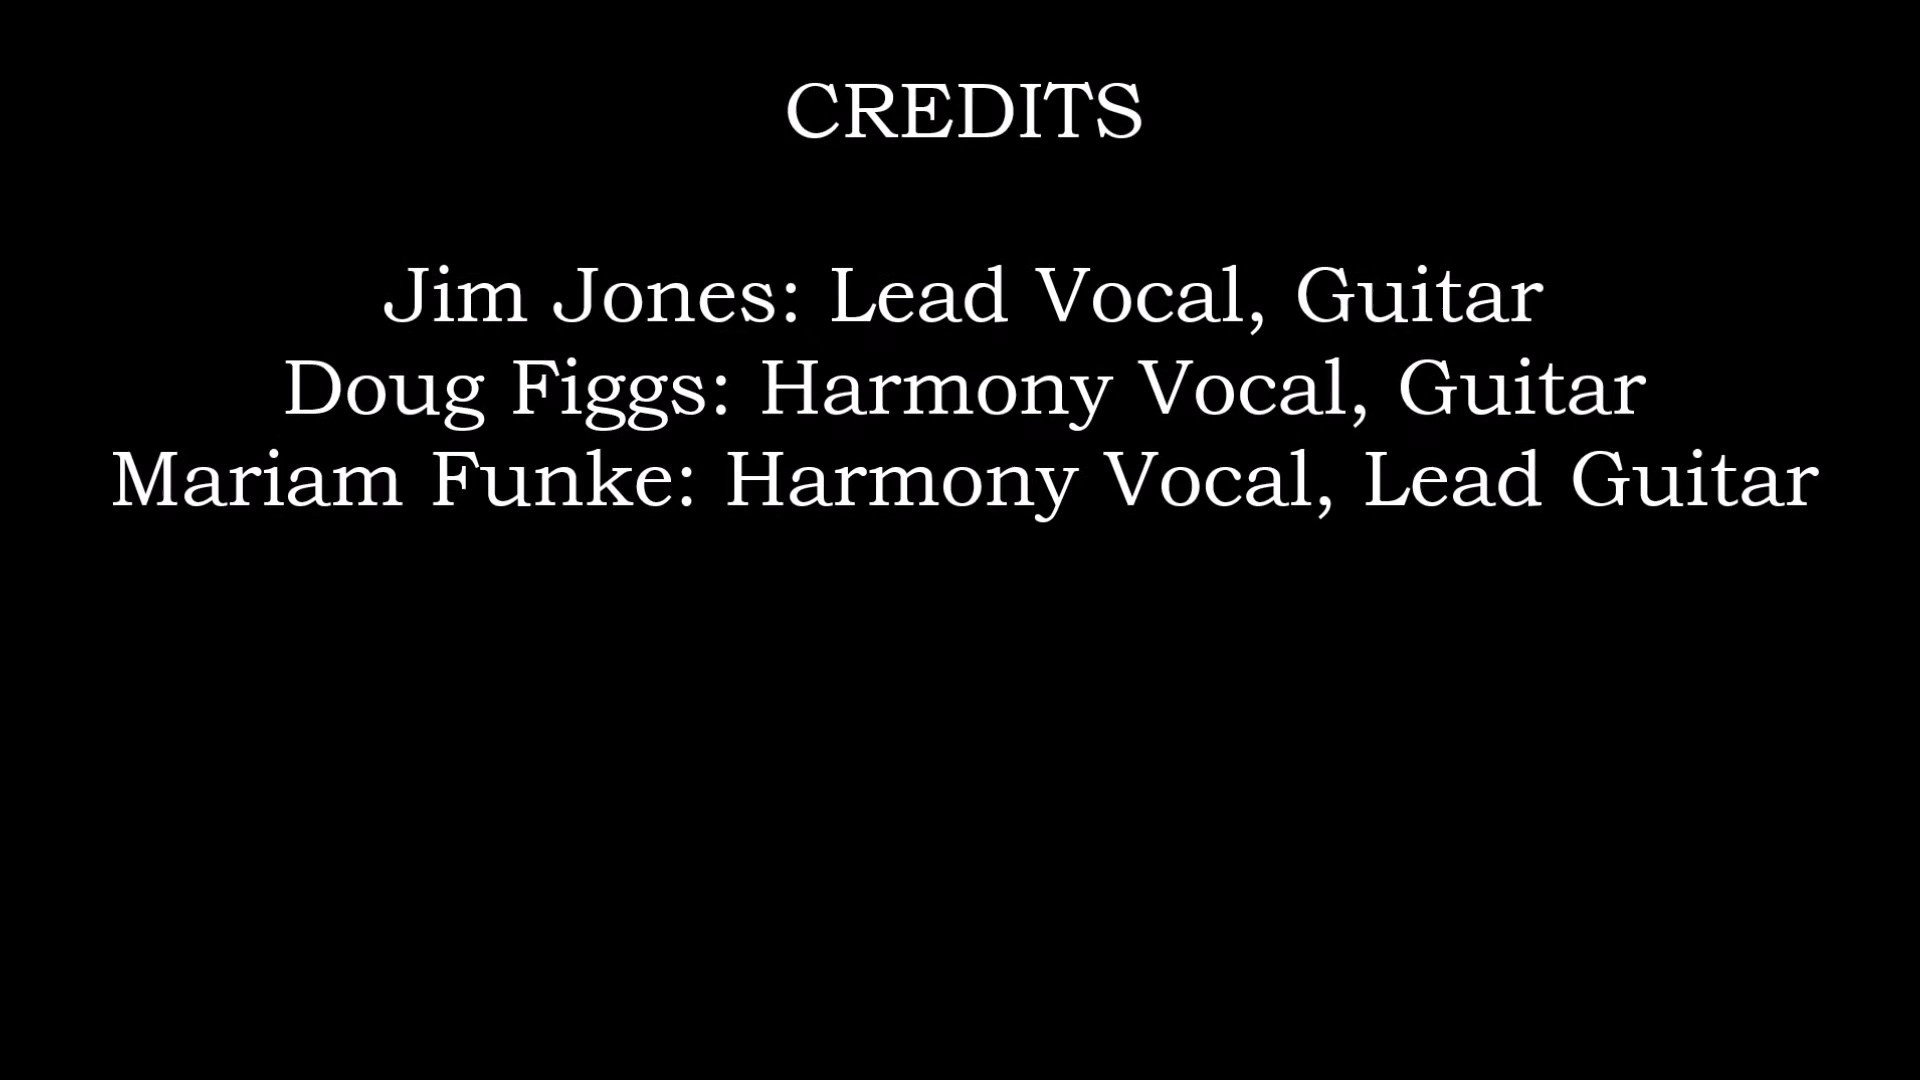 CREDITS
Jim Jones: Lead Vocal, Guitar
Doug Figgs: Harmony Vocal, Guitar
Mariam Funke: Harmony Vocal, Lead Guitar